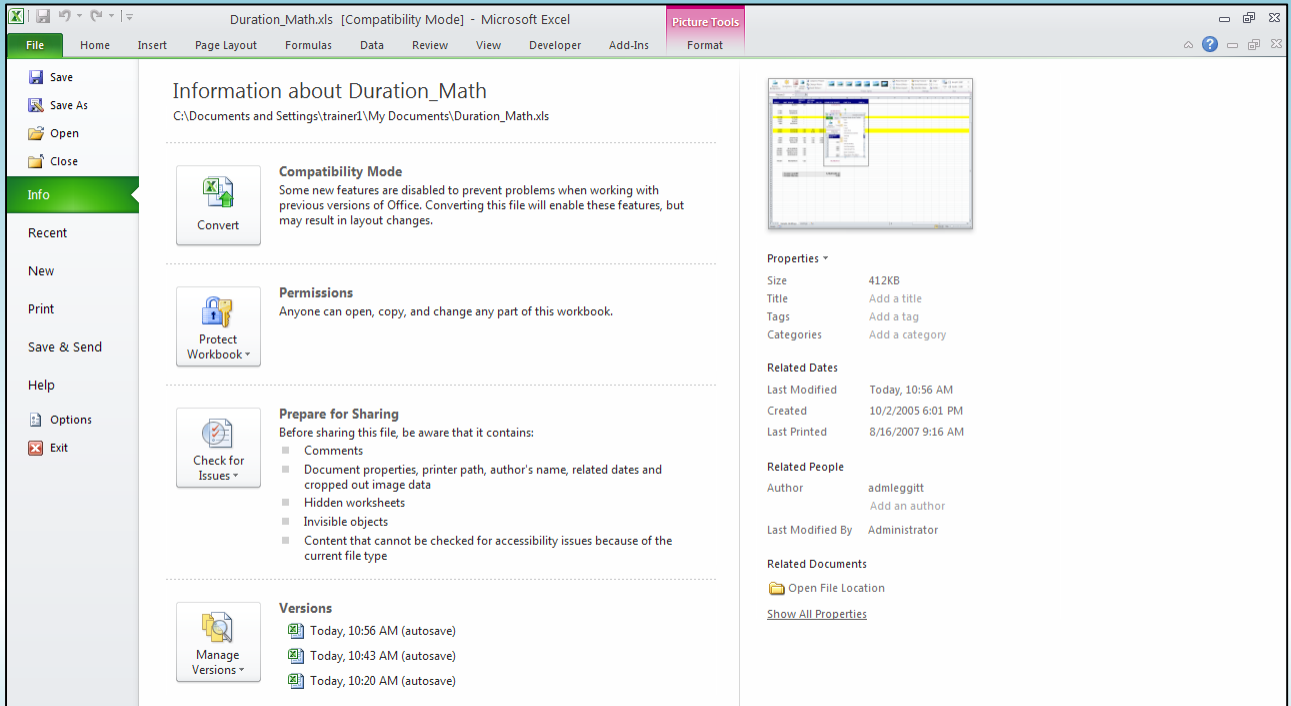 Duration_Math.xls [Compatibility Mode] - Microsoft Excel
Picture Tools
File Home Insert Page Layout Formulas Data Review View Developer Add-Ins Format
Save
Save As
Open
Close
Info
Recent
New
Print
Save & Send
Help
Options
Exit
Information about Duration_Math
C:\Documents and Settings\trainer1\My Documents\Duration_Math.xls
Convert
Compatibility Mode
Some new features are disabled to prevent problems when working with
previous versions of Office. Converting this file will enable these features, but
may result in layout changes.
Protect
Workbook
Permissions
Anyone can open, copy, and change any part of this workbook.
Check for
Issues
Prepare for Sharing
Before sharing this file, be aware that it contains:
Comments
Document properties, printer path, author's name, related dates and
cropped out image data
Hidden worksheets
Invisible objects
Content that cannot be checked for accessibility issues because of the
current file type
Manage
Versions
Versions
Today, 10:56 AM (autosave)
Today, 10:43 AM (autosave)
Today, 10:20 AM (autosave)
Properties
Size 412KB
Title Add a title
Tags Add a tag
Categories Add a category
Related Dates
Last Modified Today, 10:56 AM
Created 10/2/2005 6:01 PM
Last Printed 8/16/2007 9:16 AM
Related People
Author admleggitt
Add an author
Last Modified By Administrator
Related Documents
Open File Location
Show All Properties